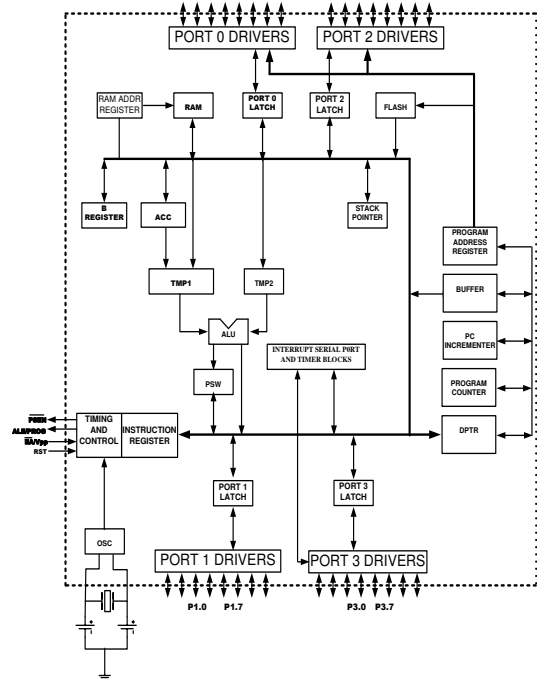 PORT 0 DRIVERS
PORT 2 DRIVERS
RAM ADDR
REGISTER
RAM
PORT 0
LATCH
PORT 2
LATCH
FLASH
B
REGISTER
ACC
STACK
POINTER
PROGRAM
ADDRESS
REGISTER
TMP1
TMP2
BUFFER
ALU
PC
INCREMENTER
INTERRUPT SERIAL P0RT
AND TIMER BLOCKS
PSW
PROGRAM
COUNTER
TIMING
AND
CONTROL
INSTRUCTION
REGISTER
DPTR
PSEN
ALE/PROG
EA/Vpp
RST
PORT 1
LATCH
PORT 3
LATCH
OSC
PORT 1 DRIVERS
PORT 3 DRIVERS
P1.0 P1.7
P3.0 P3.7